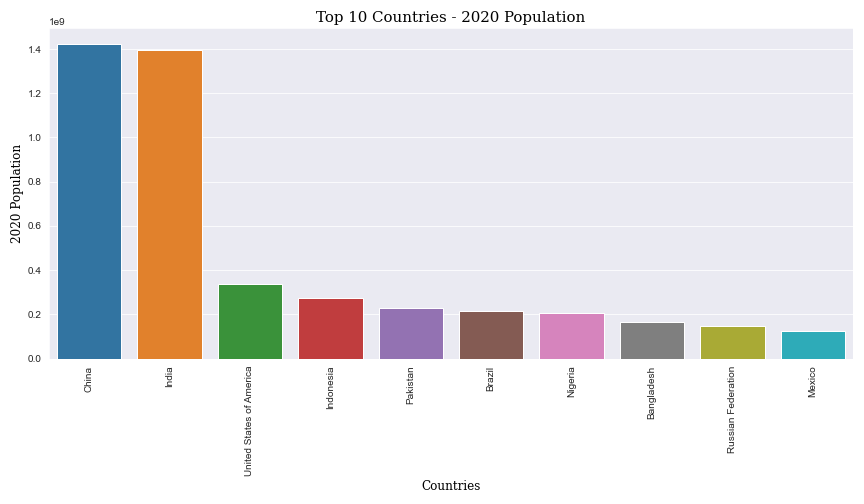 Top 10 Countries - 2020 Population
1e9
1.4
1.2
1.0
0.8
0.6
0.4
0.2
0.0
2020 Population
China
India
United States of America
Indonesia
Pakistan
Brazil
Nigeria
Bangladesh
Russian Federation
Mexico
Countries